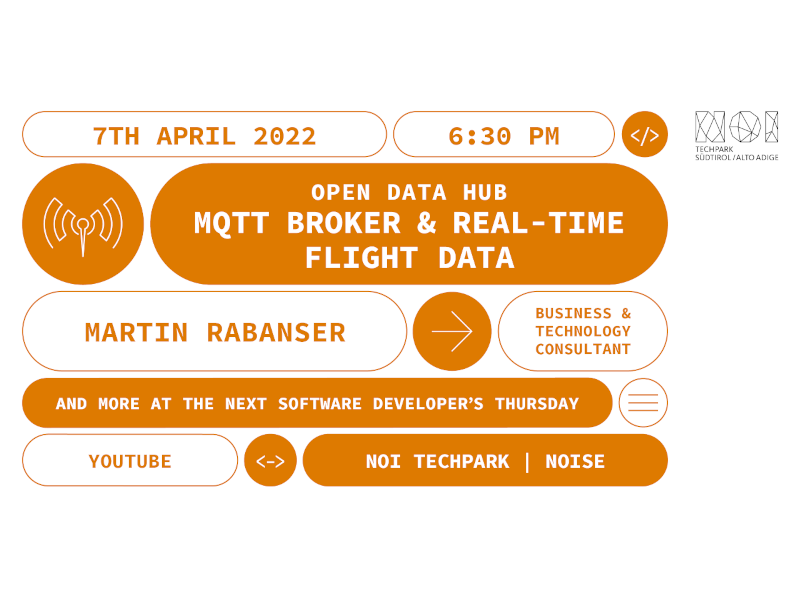 7TH APRIL 2022
6:30 PM
</>
NOI
TECHPARK
SÜDTIROL / ALTO ADIGE
OPEN DATA HUB
MQTT BROKER & REAL-TIME
FLIGHT DATA
MARTIN RABANSER
BUSINESS &
TECHNOLOGY
CONSULTANT
AND MORE AT THE NEXT SOFTWARE DEVELOPER'S THURSDAY
YOUTUBE
<->
NOI TECHPARK | NOISE